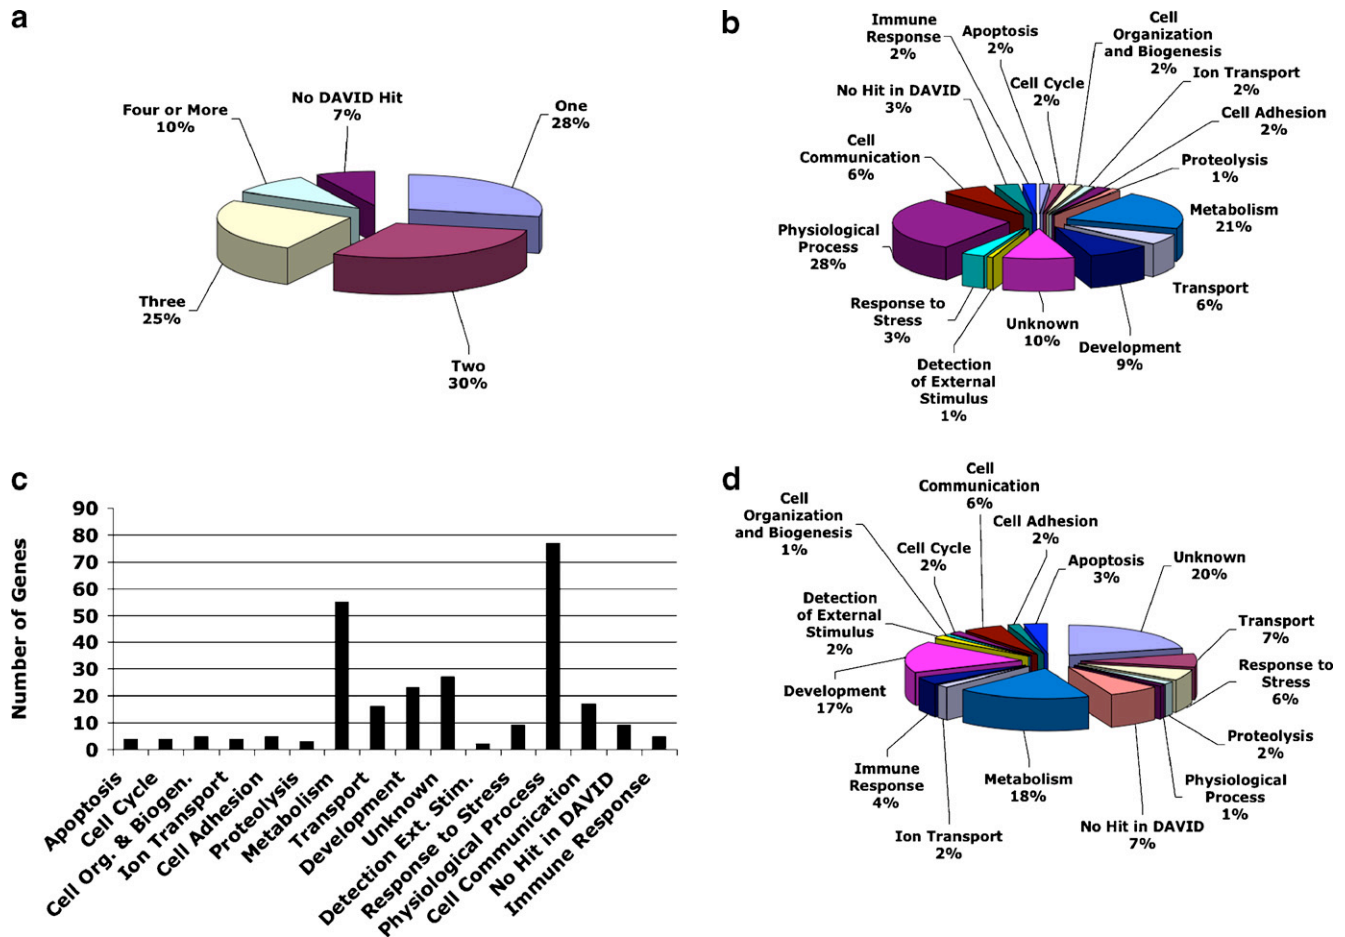 a
No DAVID Hit
7%
Four or More
10%
One
28%
Three
25%
Two
30%
b
Immune
Response
2%
Apoptosis
2%
Cell
Organization
and Biogenesis
2%
Cell Cycle
2%
Ion Transport
2%
No Hit in DAVID
3%
Cell Adhesion
2%
Cell
Communication
6%
Proteolysis
1%
Metabolism
21%
Physiological
Process
28%
Transport
6%
Response to
Stress
3%
Unknown
10%
Development
9%
Detection
of External
Stimulus
1%
c
Number of Genes
90
80
70
60
50
40
30
20
10
0
Apoptosis
Cell Cycle
Cell Org. & Biogen.
Ion Transport
Cell Adhesion
Proteolysis
Metabolism
Transport
Development
Unknown
Detection Ext. Stim.
Response to Stress
Physiological Process
Cell Communication
No Hit in DAVID
Immune Response
d
Cell
Communication
6%
Cell
Organization
and Biogenesis
1%
Cell Adhesion
2%
Cell Cycle
2%
Apoptosis
3%
Unknown
20%
Detection
of External
Stimulus
2%
Transport
7%
Response to
Stress
6%
Development
17%
Proteolysis
2%
Immune
Response
4%
Metabolism
18%
Physiological
Process
1%
Ion Transport
2%
No Hit in DAVID
7%